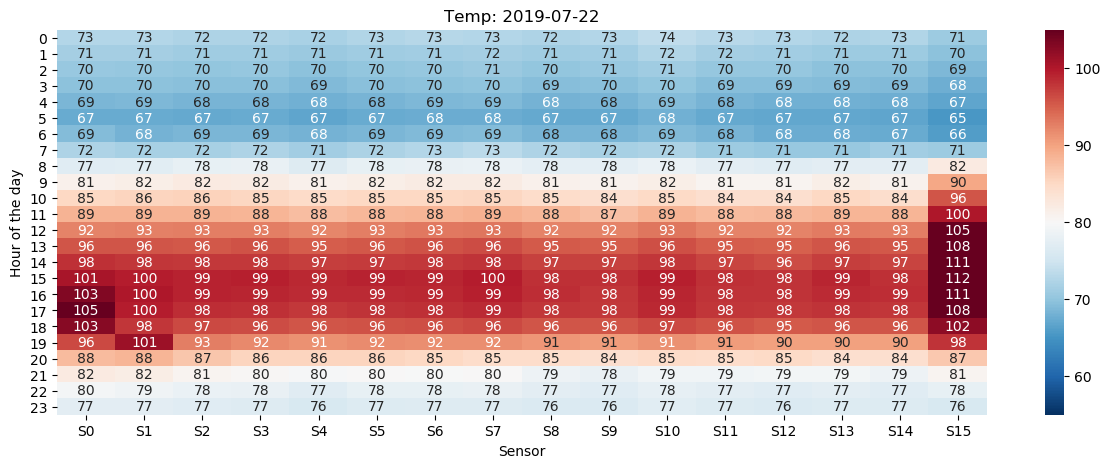 Temp: 2019-07-22
0 73 73 72 72 72 73 73 73 72 73 74 73 73 72 73 71
1 71 71 71 71 71 71 71 72 71 71 72 72 71 71 71 70
2 70 70 70 70 70 70 70 71 70 71 71 70 70 70 70 69
3 70 70 70 70 69 70 70 70 69 70 70 69 69 70 69 68
4 69 69 68 68 68 68 69 69 68 68 69 68 68 68 68 67
5 67 67 67 67 67 67 68 68 67 67 68 67 67 67 67 65
6 69 68 69 69 68 69 69 69 68 68 69 68 68 68 67 66
7 72 72 72 72 71 72 73 73 72 72 72 71 71 71 71 71
8 77 77 78 78 77 78 78 78 78 78 78 77 77 77 77 82
9 81 82 82 82 81 82 82 82 81 81 82 81 81 82 81 90
10 85 86 86 85 85 85 85 85 85 84 85 84 84 85 84 96
11 89 89 89 88 88 88 88 89 88 87 89 88 88 89 88 100
12 92 93 93 93 92 93 93 93 92 92 93 92 92 93 93 105
13 96 96 96 96 95 96 96 96 95 95 96 95 95 96 95 108
14 98 98 98 98 97 97 98 98 97 97 98 97 96 97 97 111
15 101 100 99 99 99 99 99 100 98 98 99 98 98 99 98 112
16 103 100 99 99 99 99 99 99 98 98 99 98 98 99 99 111
17 105 100 98 98 98 98 98 99 98 98 99 98 98 98 98 108
18 103 98 97 96 96 96 96 96 96 96 97 96 95 96 96 102
19 96 101 93 92 91 92 92 92 91 91 91 91 90 90 90 98
20 88 88 87 86 86 86 85 85 85 84 85 85 85 84 84 87
21 82 82 81 80 80 80 80 80 79 78 79 79 79 79 79 81
22 80 79 78 78 77 78 78 78 77 77 78 77 77 78 77 78
23 77 77 77 77 76 77 77 77 76 76 77 77 76 77 77 76
S0 S1 S2 S3 S4 S5 S6 S7 S8 S9 S10 S11 S12 S13 S14 S15
Sensor
Hour of the day
100
90
80
70
60